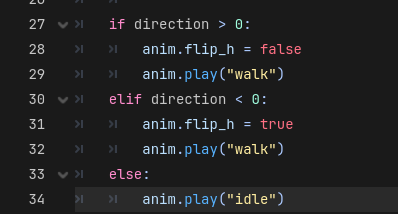 27 if direction > 0:
28 anim.flip_h = false
29 anim.play("walk")
30 elif direction < 0:
31 anim.flip_h = true
32 anim.play("walk")
33 else:
34 anim.play("idle")